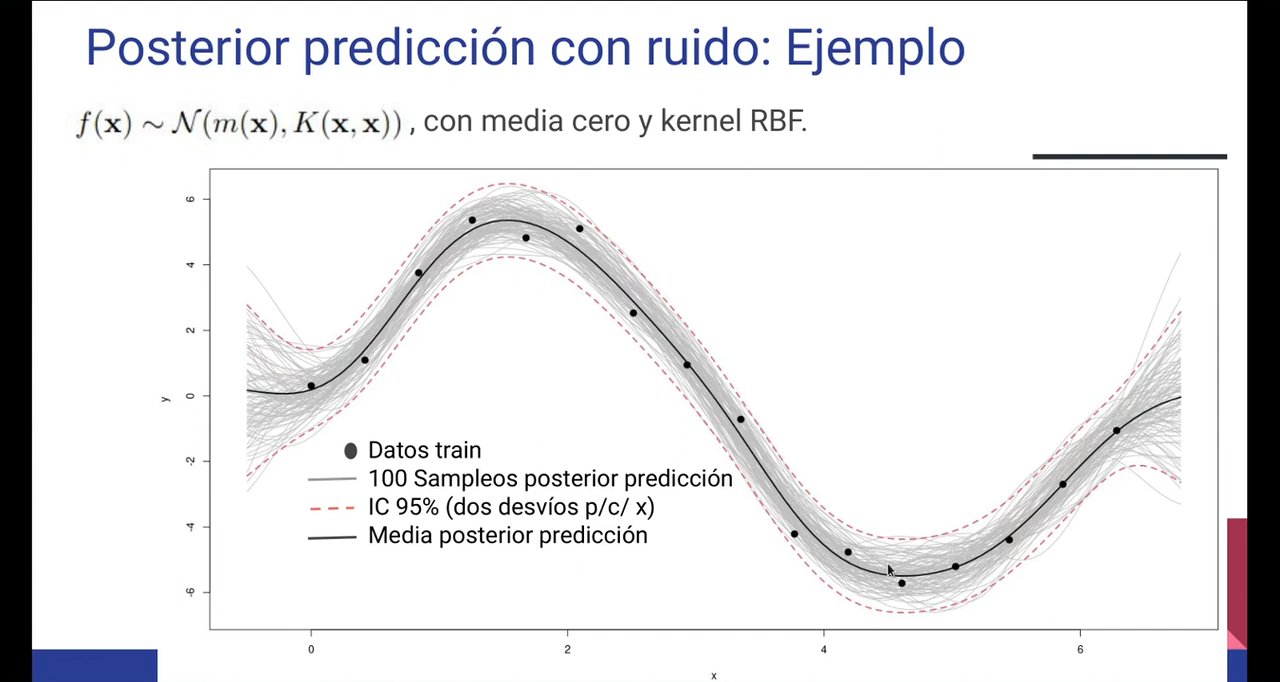 Posterior predicción con ruido: Ejemplo
f(x) ∼ N(m(x), K(x, x)) , con media cero y kernel RBF.
6
4
2
0
-2
-4
-6
y
Datos train
100 Sampleos posterior predicción
IC 95% (dos desvíos p/c/ x)
Media posterior predicción
0 2 4 6
x